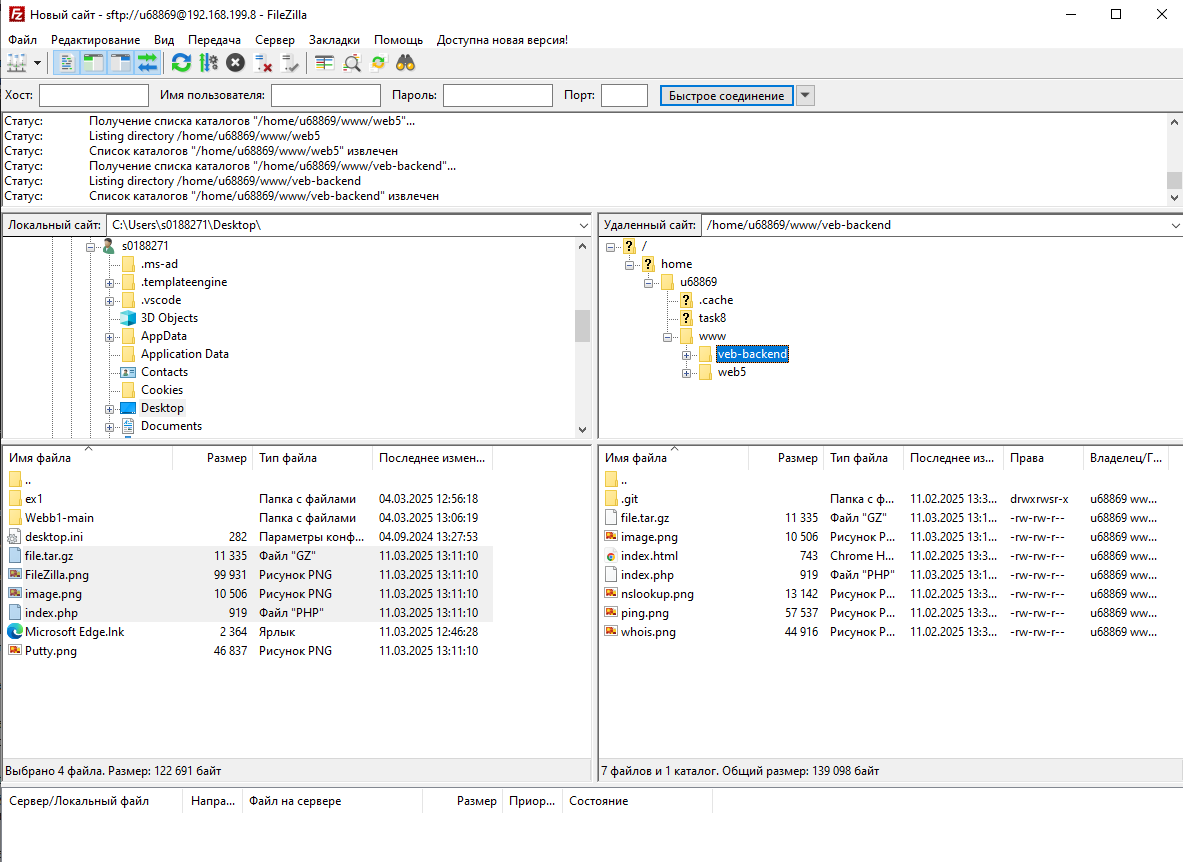 Новый сайт - sftp://u68869@192.168.199.8 - FileZilla
Файл Редактирование Вид Передача Сервер Закладки Помощь Доступна новая версия!
Хост: Имя пользователя: Пароль: Порт: Быстрое соединение
Статус: Получение списка каталогов "/home/u68869/www/web5"...
Статус: Listing directory /home/u68869/www/web5
Статус: Список каталогов "/home/u68869/www/web5" извлечен
Статус: Получение списка каталогов "/home/u68869/www/veb-backend"...
Статус: Listing directory /home/u68869/www/veb-backend
Статус: Список каталогов "/home/u68869/www/veb-backend" извлечен
Локальный сайт: C:\Users\s0188271\Desktop\
s0188271
.ms-ad
.templateengine
.vscode
3D Objects
AppData
Application Data
Contacts
Cookies
Desktop
Documents
Удаленный сайт: /home/u68869/www/veb-backend
/
home
u68869
.cache
task8
www
veb-backend
web5
Имя файла Размер Тип файла Последнее измен...
..
ex1 Папка с файлами 04.03.2025 12:56:18
Webb1-main Папка с файлами 04.03.2025 13:06:19
desktop.ini 282 Параметры конф... 04.09.2024 13:27:53
file.tar.gz 11 335 Файл "GZ" 11.03.2025 13:11:10
FileZilla.png 99 931 Рисунок PNG 11.03.2025 13:11:10
image.png 10 506 Рисунок PNG 11.03.2025 13:11:10
index.php 919 Файл "PHP" 11.03.2025 13:11:10
Microsoft Edge.lnk 2 364 Ярлык 11.03.2025 12:46:28
Putty.png 46 837 Рисунок PNG 11.03.2025 13:11:10
Выбрано 4 файла. Размер: 122 691 байт
Имя файла Размер Тип файла Последнее из... Права Владелец/Г...
..
.git Папка с ф... 11.02.2025 13:3... drwxrwsr-x u68869 ww...
file.tar.gz 11 335 Файл "GZ" 11.03.2025 13:1... -rw-rw-r-- u68869 ww...
image.png 10 506 Рисунок P... 11.03.2025 13:1... -rw-rw-r-- u68869 ww...
index.html 743 Chrome H... 11.02.2025 13:3... -rw-rw-r-- u68869 ww...
index.php 919 Файл "PHP" 11.03.2025 13:1... -rw-rw-r-- u68869 ww...
nslookup.png 13 142 Рисунок P... 11.02.2025 13:3... -rw-rw-r-- u68869 ww...
ping.png 57 537 Рисунок P... 11.02.2025 13:3... -rw-rw-r-- u68869 ww...
whois.png 44 916 Рисунок P... 11.02.2025 13:3... -rw-rw-r-- u68869 ww...
7 файлов и 1 каталог. Общий размер: 139 098 байт
Сервер/Локальный файл Напра... Файл на сервере Размер Приор... Состояние